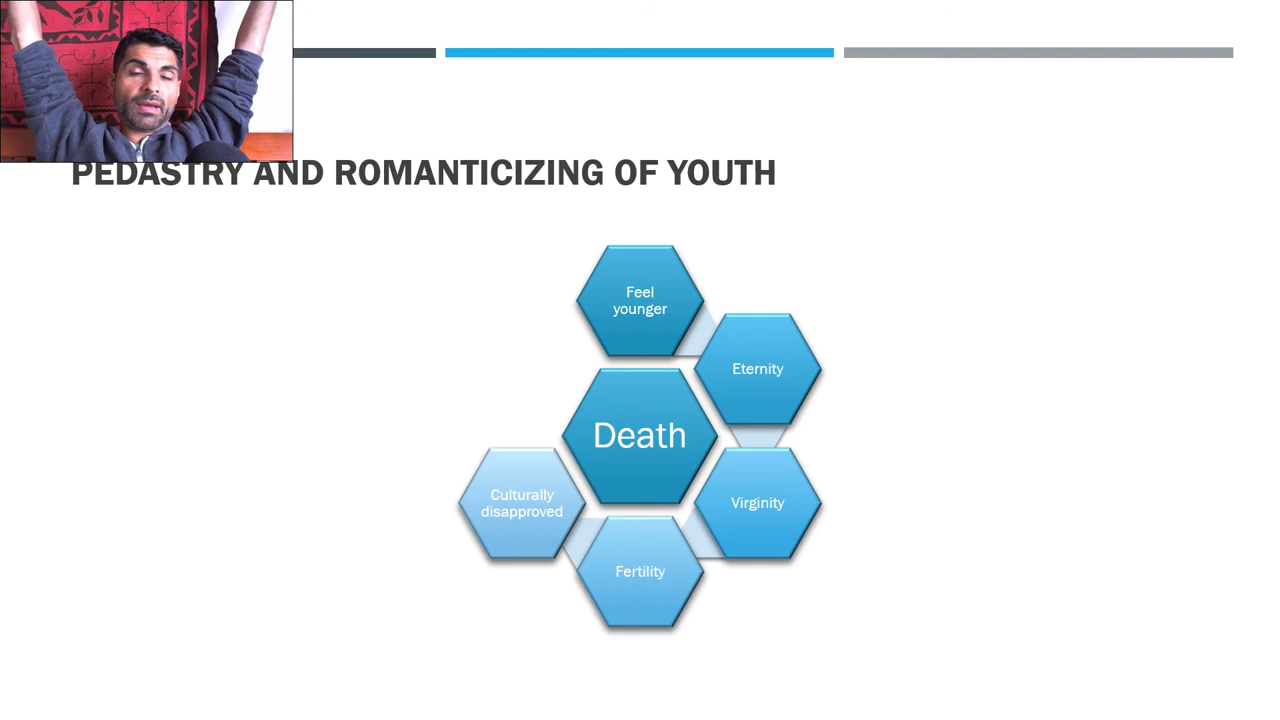 PEDASTRY AND ROMANTICIZING OF YOUTH
Feel
younger
Eternity
Death
Virginity
Culturally
disapproved
Fertility